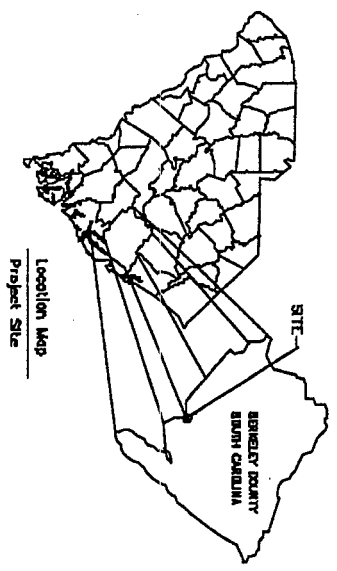 SITE
BERKELEY COUNTY
SOUTH CAROLINA
Location Map
Project Site